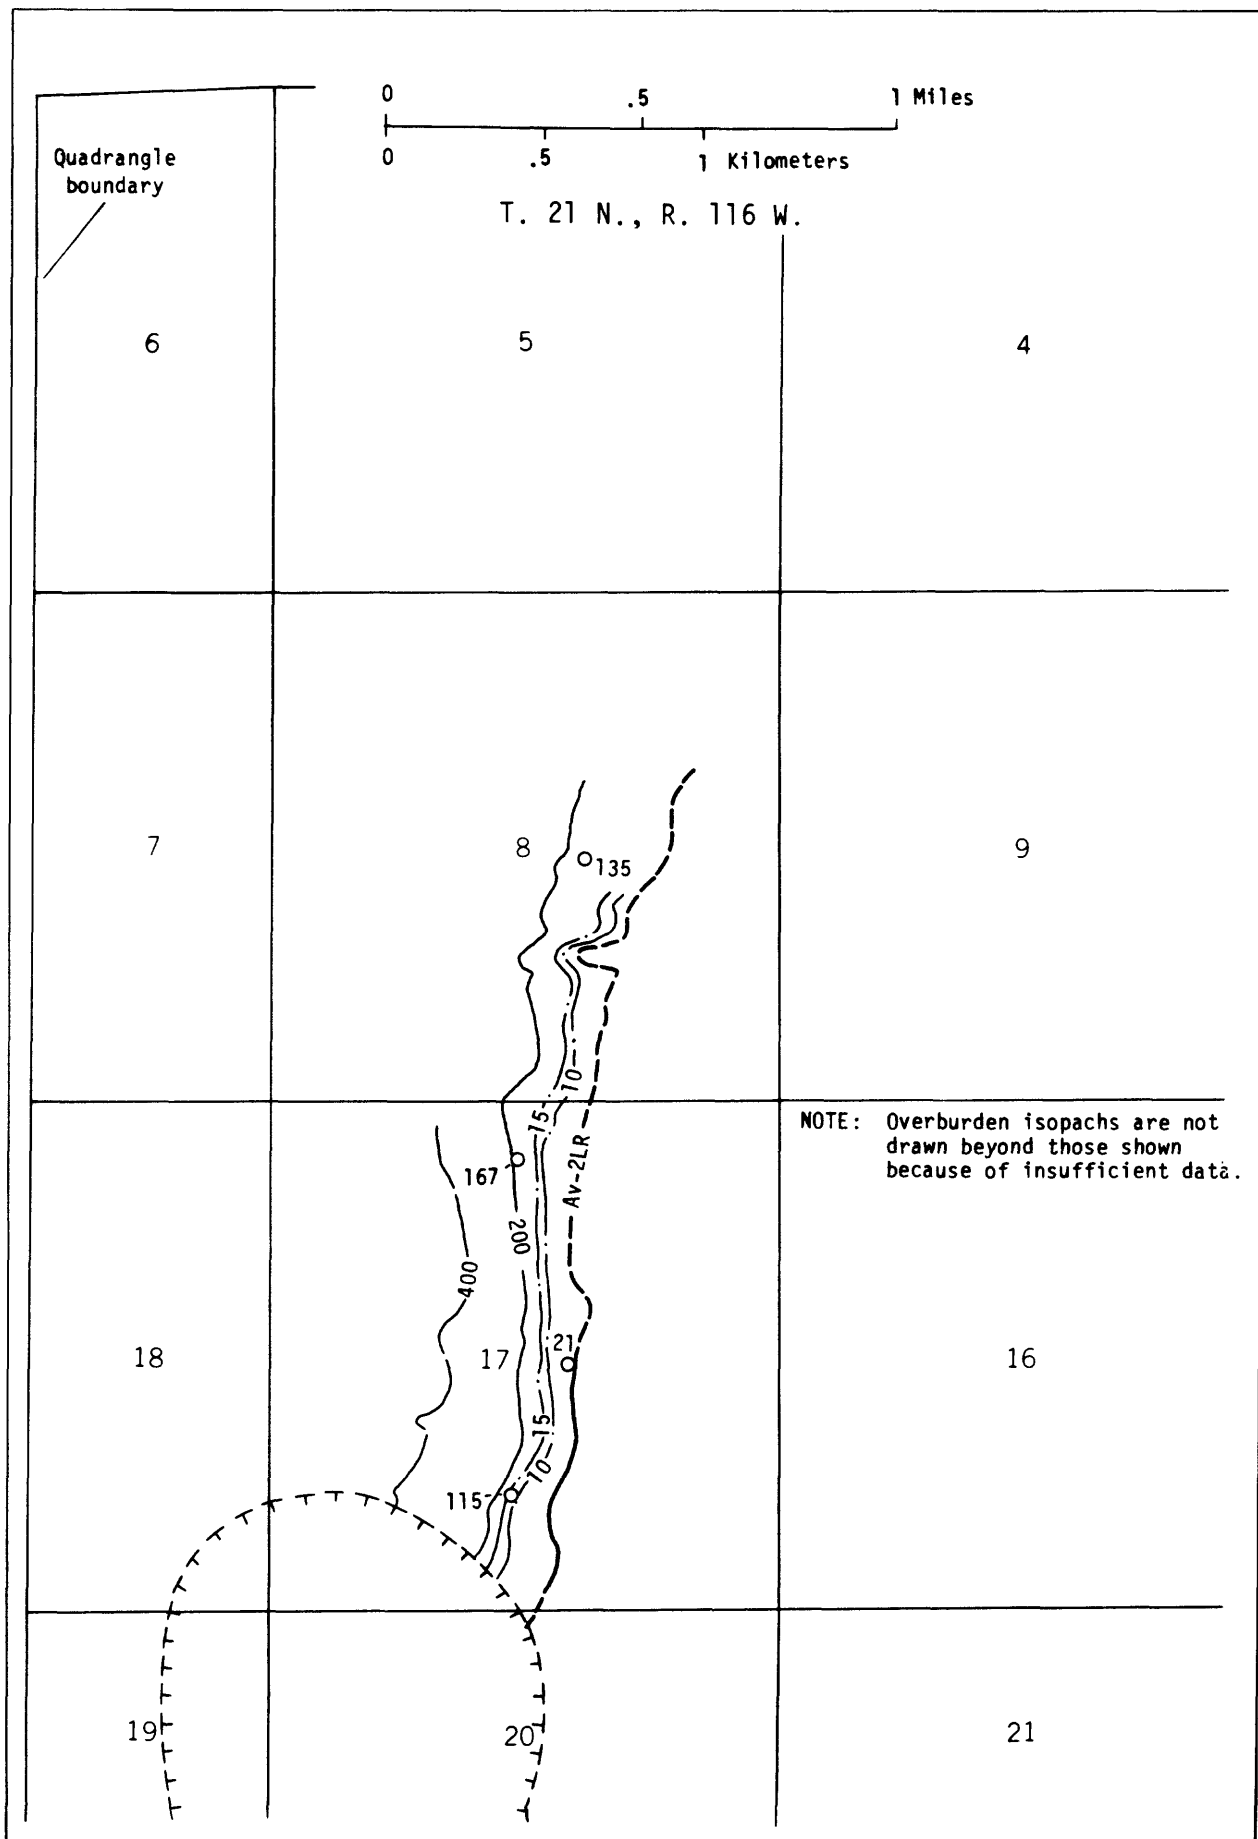 0 .5 1 Miles
0 .5 1 Kilometers
Quadrangle
boundary
T. 21 N., R. 116 W.
6 5 4
7 8 9
135
10
15
NOTE: Overburden isopachs are not
drawn beyond those shown
because of insufficient data.
Av-2LR
167
200
400
21
18 17 16
15
10
115
19 20 21